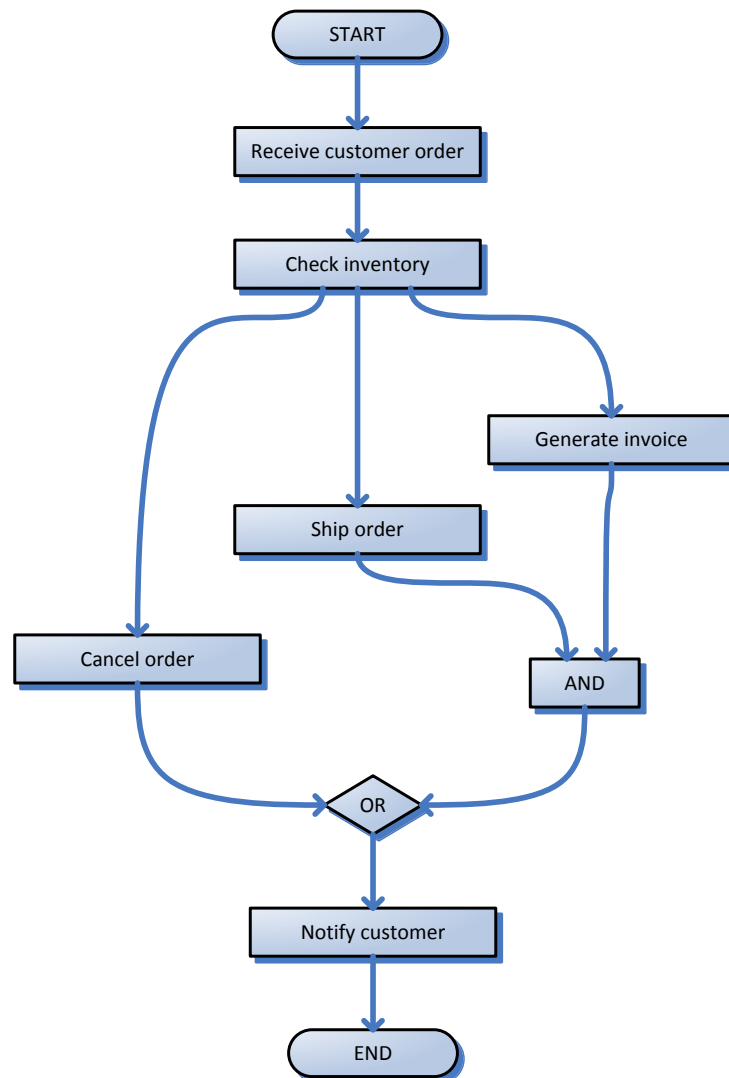 START
Receive customer order
Check inventory
Generate invoice
Ship order
Cancel order
AND
OR
Notify customer
END